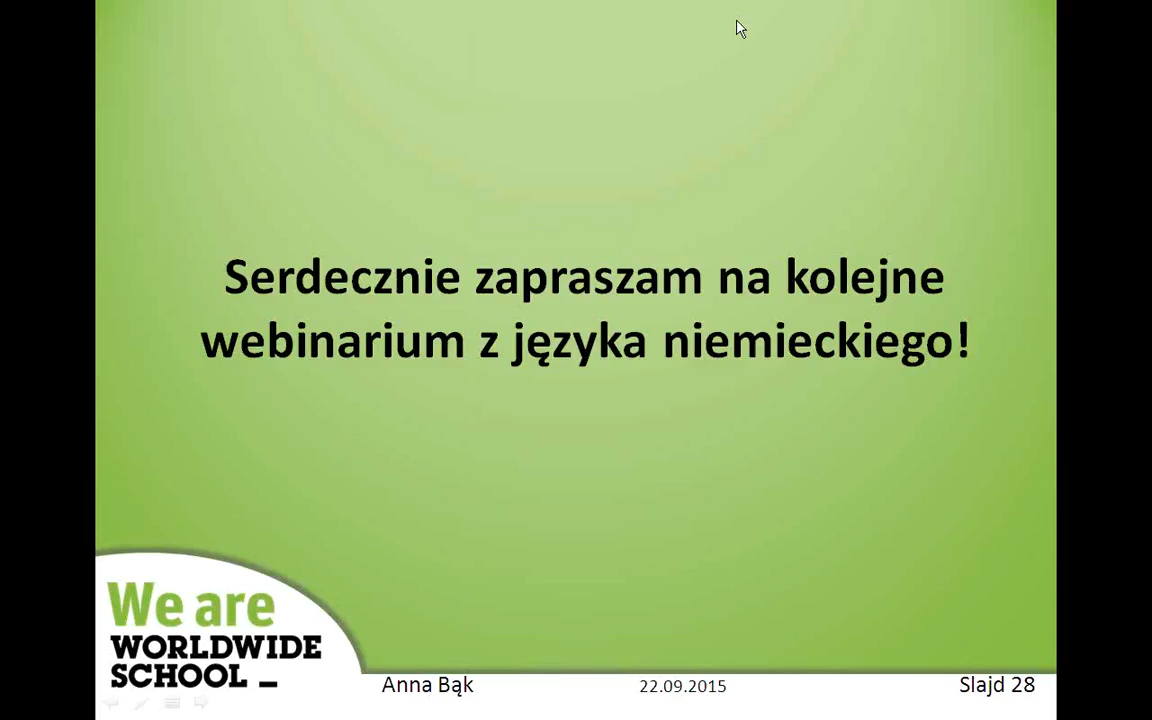 Serdecznie zapraszam na kolejne
webinarium z języka niemieckiego!
We are
WORLDWIDE
SCHOOL _
Anna Bąk
22.09.2015
Slajd 28